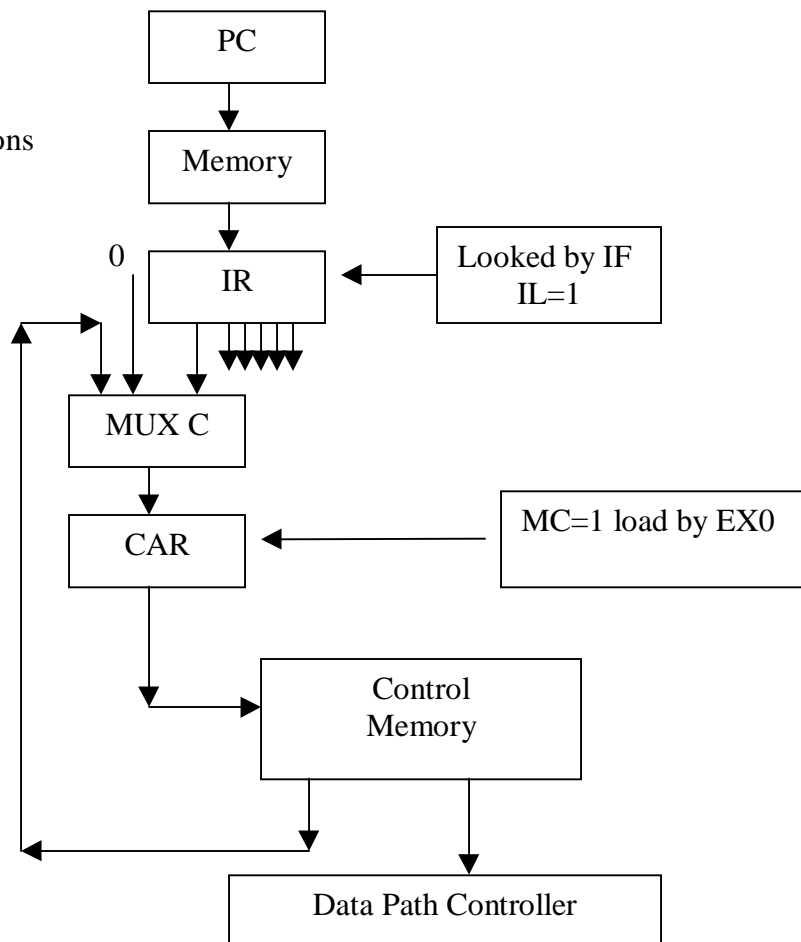 PC
ons
Memory
0
IR
Looked by IF
IL=1
MUX C
CAR
MC=1 load by EX0
Control
Memory
Data Path Controller